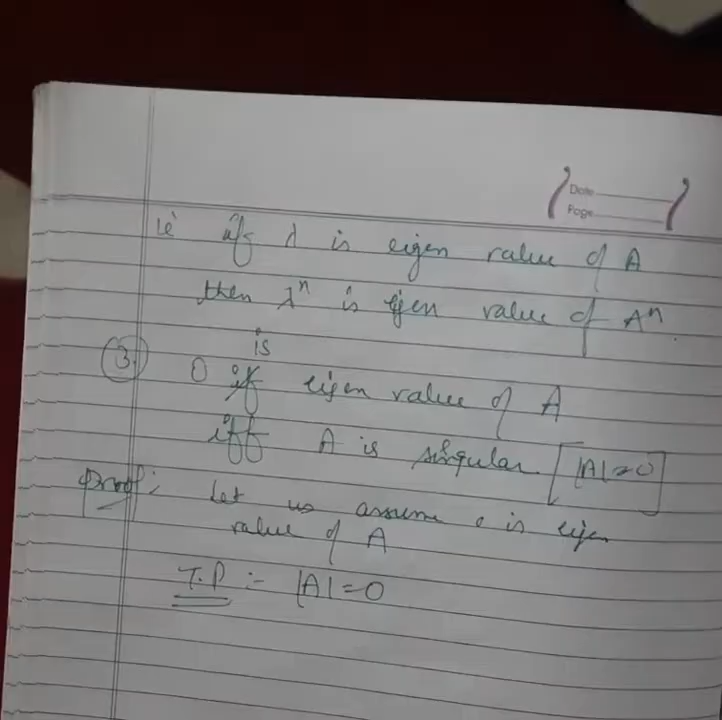 Date
Page
ie if λ is eigen value of A
then λⁿ is eigen value of Aⁿ.
is
③ 0 if eigen value of A
iff A is singular [|A|=0]
Proof: Let us assume 0 is eigen
value of A
T.P :- |A|=0